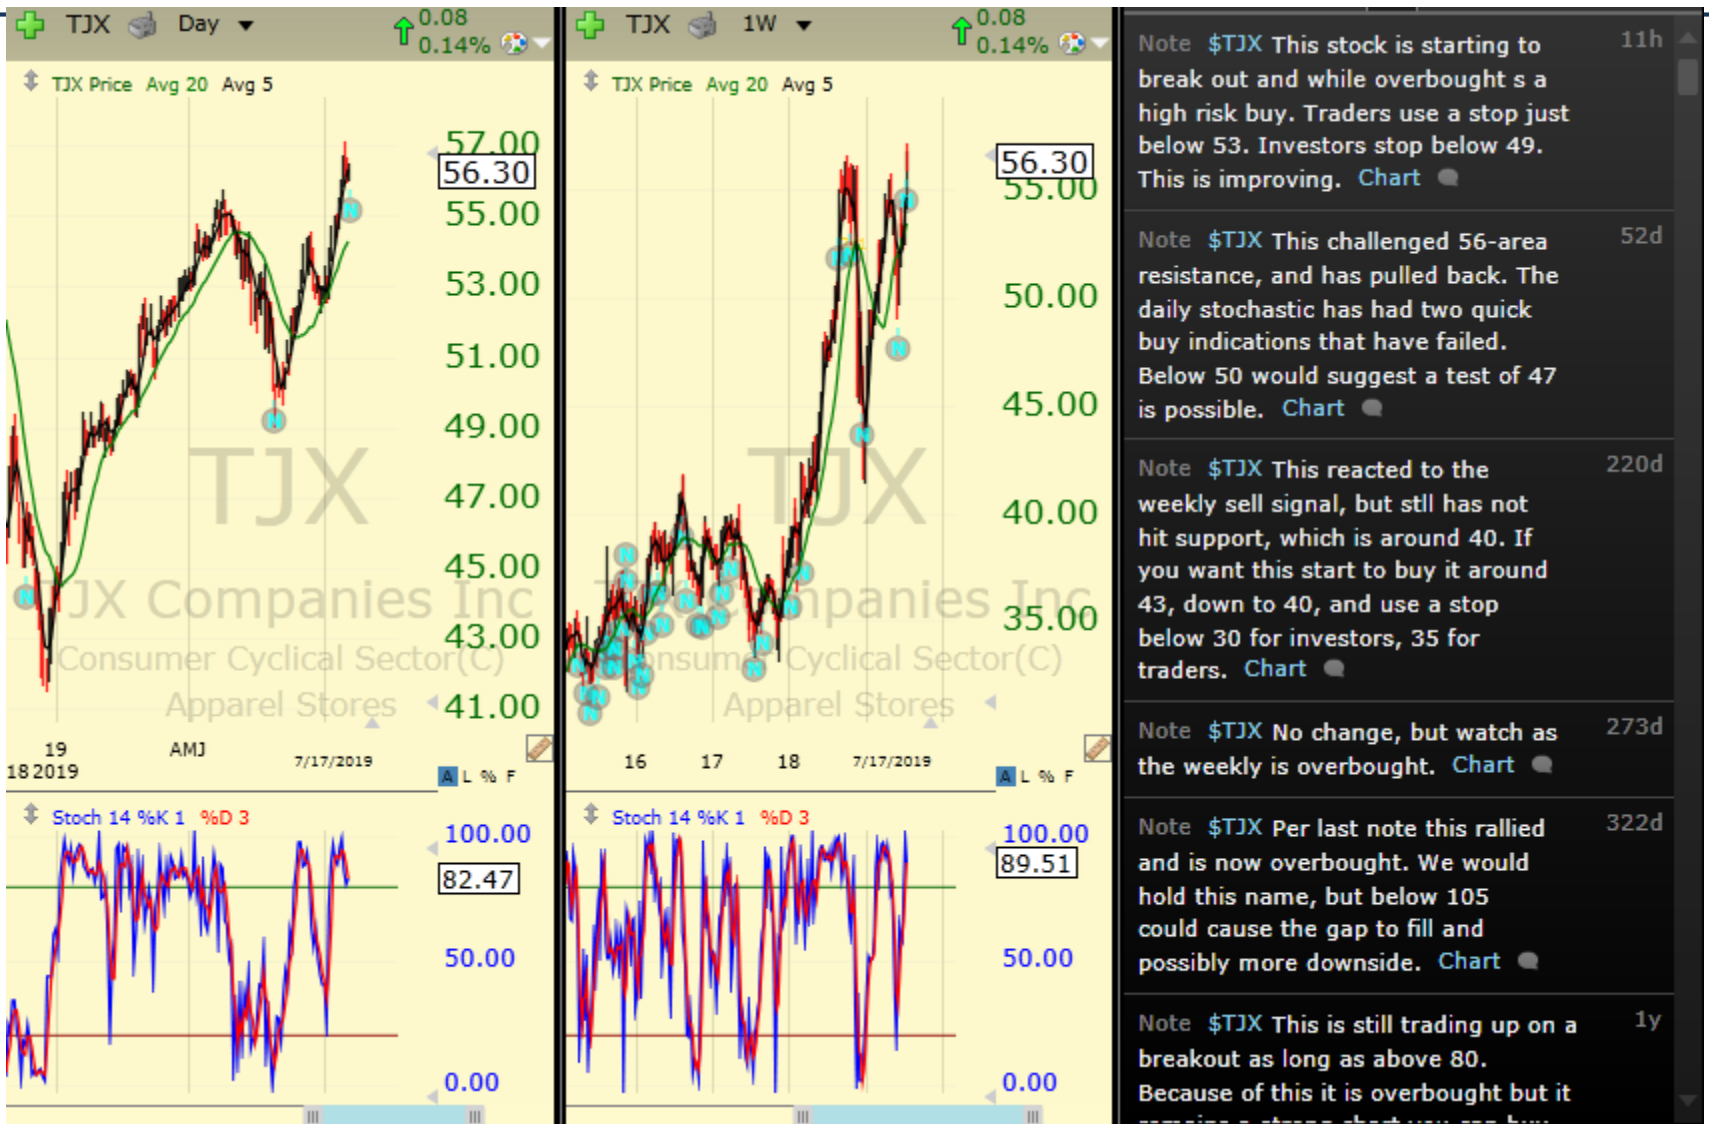 TJX Day 0.08
0.14%
TJX Price Avg 20 Avg 5
57.00
56.30
55.00
53.00
51.00
49.00
47.00
45.00
43.00
41.00
TJX
TJX Companies Inc
Consumer Cyclical Sector(C)
Apparel Stores
19 AMJ 7/17/2019
18 2019
A L % F
Stoch 14 %K 1 %D 3
100.00
82.47
50.00
0.00
TJX 1W 0.08
0.14%
TJX Price Avg 20 Avg 5
56.30
55.00
50.00
45.00
40.00
35.00
TJX
TJX Companies Inc
Consumer Cyclical Sector(C)
Apparel Stores
16 17 18 7/17/2019
A L % F
Stoch 14 %K 1 %D 3
100.00
89.51
50.00
0.00
Note $TJX This stock is starting to 11h
break out and while overbought s a
high risk buy. Traders use a stop just
below 53. Investors stop below 49.
This is improving. Chart
Note $TJX This challenged 56-area 52d
resistance, and has pulled back. The
daily stochastic has had two quick
buy indications that have failed.
Below 50 would suggest a test of 47
is possible. Chart
Note $TJX This reacted to the 220d
weekly sell signal, but stll has not
hit support, which is around 40. If
you want this start to buy it around
43, down to 40, and use a stop
below 30 for investors, 35 for
traders. Chart
Note $TJX No change, but watch as 273d
the weekly is overbought. Chart
Note $TJX Per last note this rallied 322d
and is now overbought. We would
hold this name, but below 105
could cause the gap to fill and
possibly more downside. Chart
Note $TJX This is still trading up on a 1y
breakout as long as above 80.
Because of this it is overbought but it